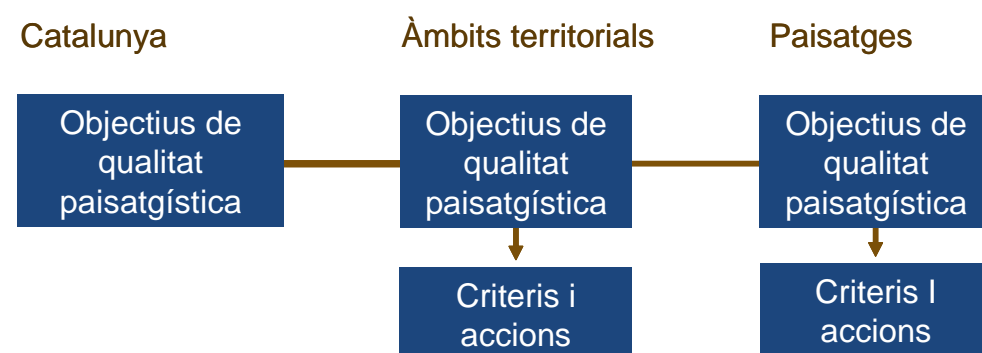 Catalunya
Àmbits territorials
Paisatges
Objectius de
qualitat
paisatgística
Objectius de
qualitat
paisatgística
Objectius de
qualitat
paisatgística
Criteris i
accions
Criteris I
accions